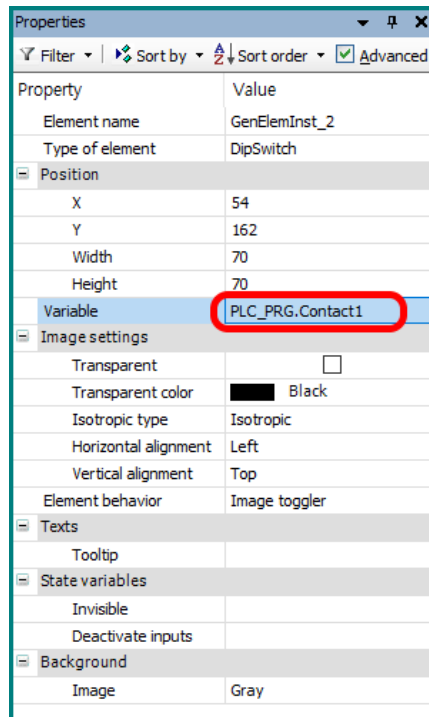 Properties
Filter Sort by Sort order Advanced
Property Value
Element name GenElemInst_2
Type of element DipSwitch
Position
X 54
Y 162
Width 70
Height 70
Variable PLC_PRG.Contact1
Image settings
Transparent
Transparent color Black
Isotropic type Isotropic
Horizontal alignment Left
Vertical alignment Top
Element behavior Image toggler
Texts
Tooltip
State variables
Invisible
Deactivate inputs
Background
Image Gray